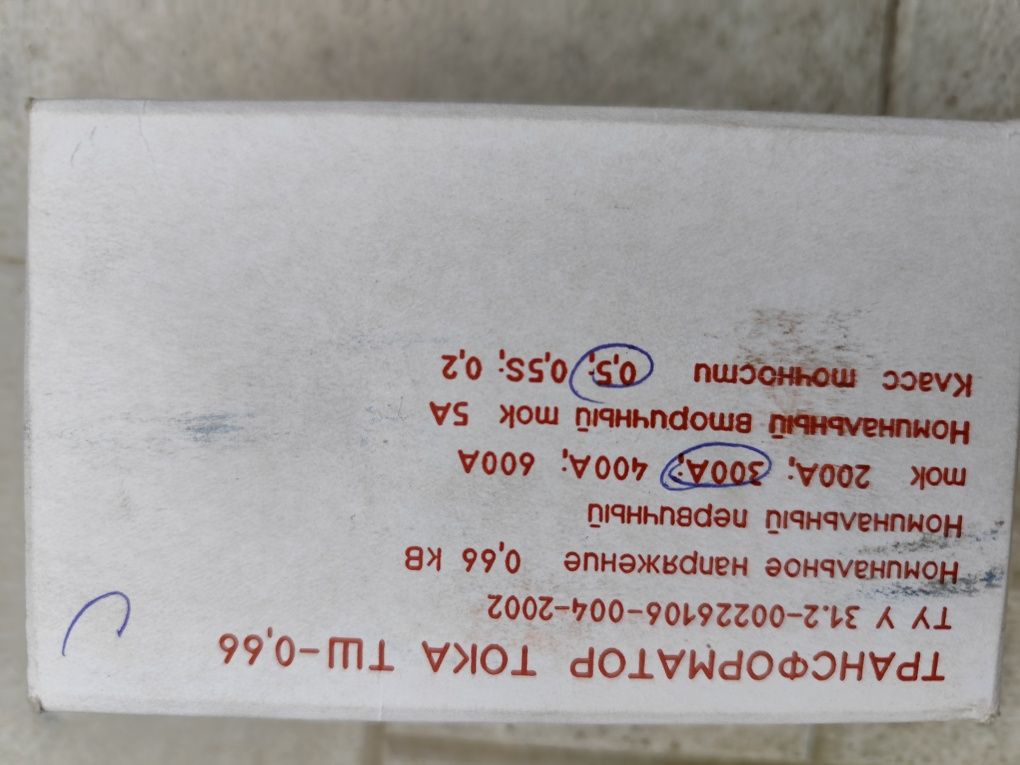 ТРАНСФОРМАТОР ТОКА ТШ-0,66
ТУ У 31.2-00226106-004-2002
Номинальное напряжение 0,66 кВ
Номинальный первичный
ток 200А; 300А; 400А; 600А
Номинальный вторичный ток 5А
Класс точности 0,5; 0,5S; 0,2